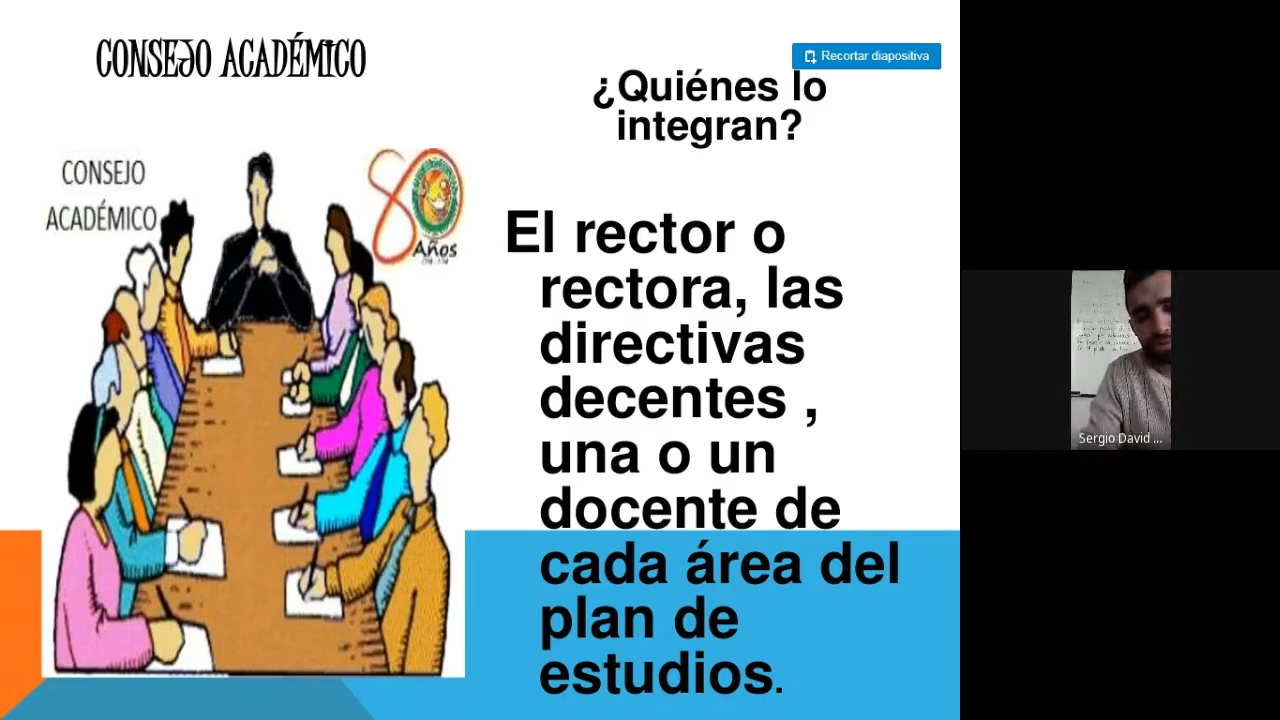 CONSEJO ACADÉMICO
Recortar diapositiva
¿Quiénes lo
integran?
CONSEJO
ACADÉMICO
80
Años
El rector o
rectora, las
directivas
decentes ,
una o un
docente de
cada área del
plan de
estudios.
Sergio David ...